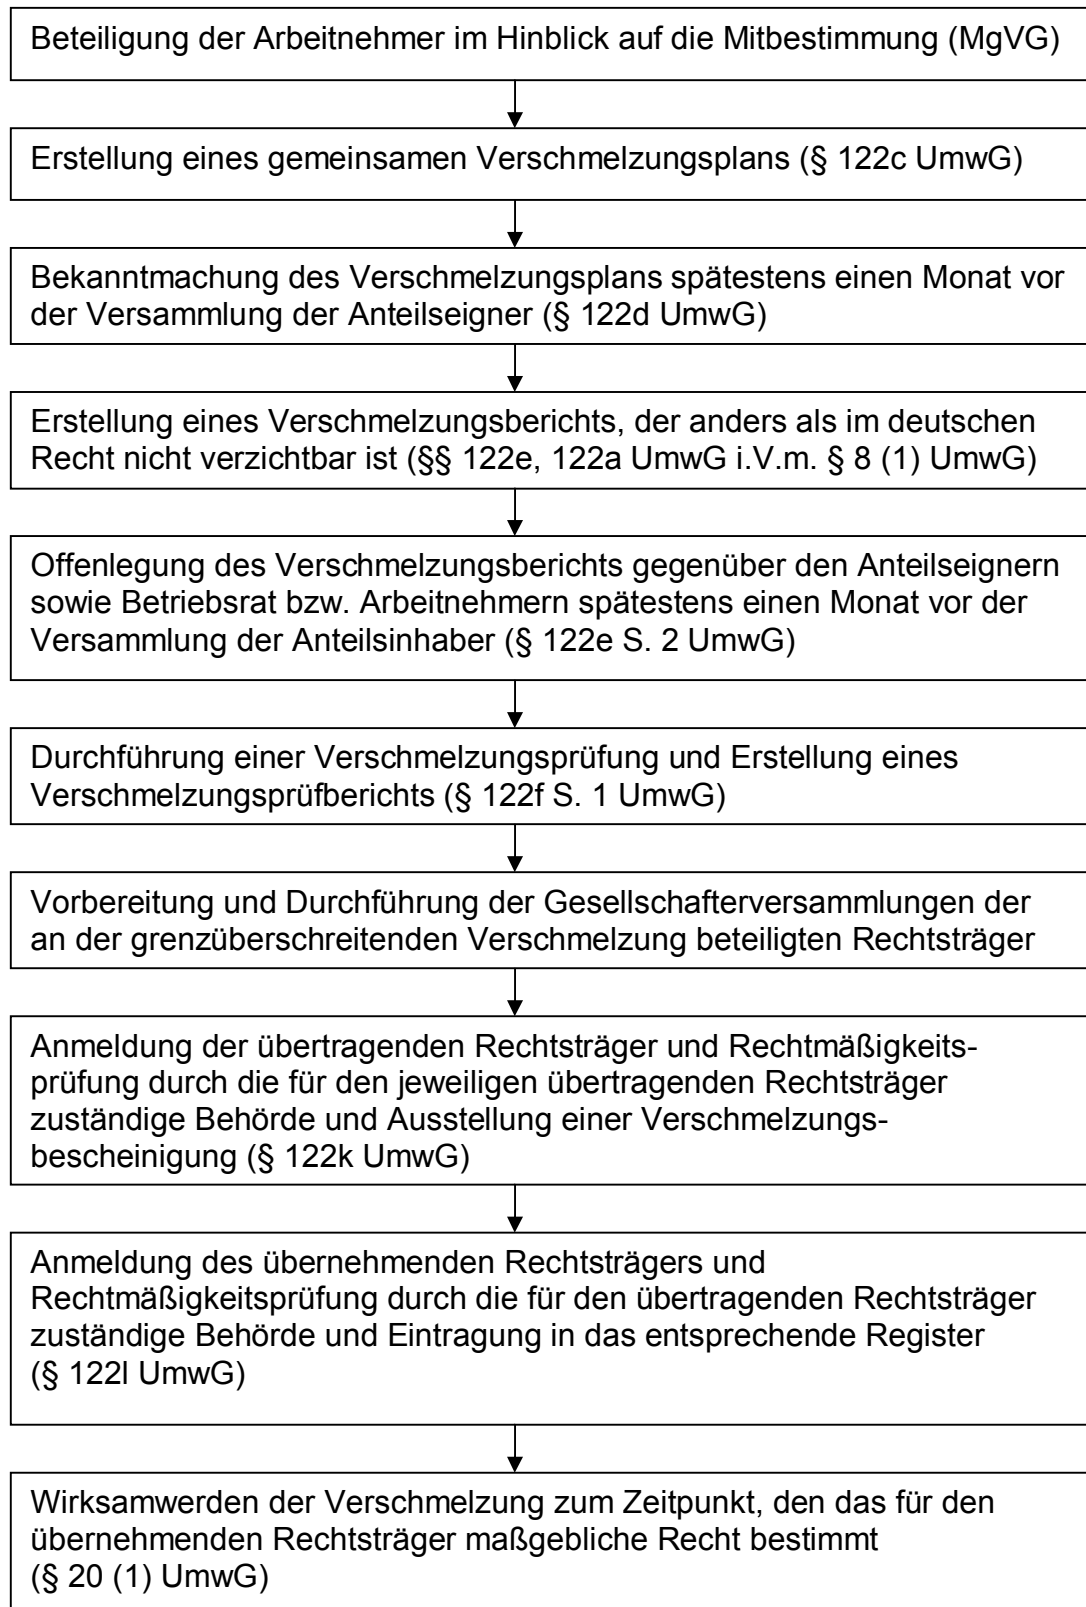 Beteiligung der Arbeitnehmer im Hinblick auf die Mitbestimmung (MgVG)
Erstellung eines gemeinsamen Verschmelzungsplans (§ 122c UmwG)
Bekanntmachung des Verschmelzungsplans spätestens einen Monat vor
der Versammlung der Anteilseigner (§ 122d UmwG)
Erstellung eines Verschmelzungsberichts, der anders als im deutschen
Recht nicht verzichtbar ist (§§ 122e, 122a UmwG i.V.m. § 8 (1) UmwG)
Offenlegung des Verschmelzungsberichts gegenüber den Anteilseignern
sowie Betriebsrat bzw. Arbeitnehmern spätestens einen Monat vor der
Versammlung der Anteilsinhaber (§ 122e S. 2 UmwG)
Durchführung einer Verschmelzungsprüfung und Erstellung eines
Verschmelzungsprüfberichts (§ 122f S. 1 UmwG)
Vorbereitung und Durchführung der Gesellschafterversammlungen der
an der grenzüberschreitenden Verschmelzung beteiligten Rechtsträger
Anmeldung der übertragenden Rechtsträger und Rechtmäßigkeits-
prüfung durch die für den jeweiligen übertragenden Rechtsträger
zuständige Behörde und Ausstellung einer Verschmelzungs-
bescheinigung (§ 122k UmwG)
Anmeldung des übernehmenden Rechtsträgers und
Rechtmäßigkeitsprüfung durch die für den übertragenden Rechtsträger
zuständige Behörde und Eintragung in das entsprechende Register
(§ 122l UmwG)
Wirksamwerden der Verschmelzung zum Zeitpunkt, den das für den
übernehmenden Rechtsträger maßgebliche Recht bestimmt
(§ 20 (1) UmwG)